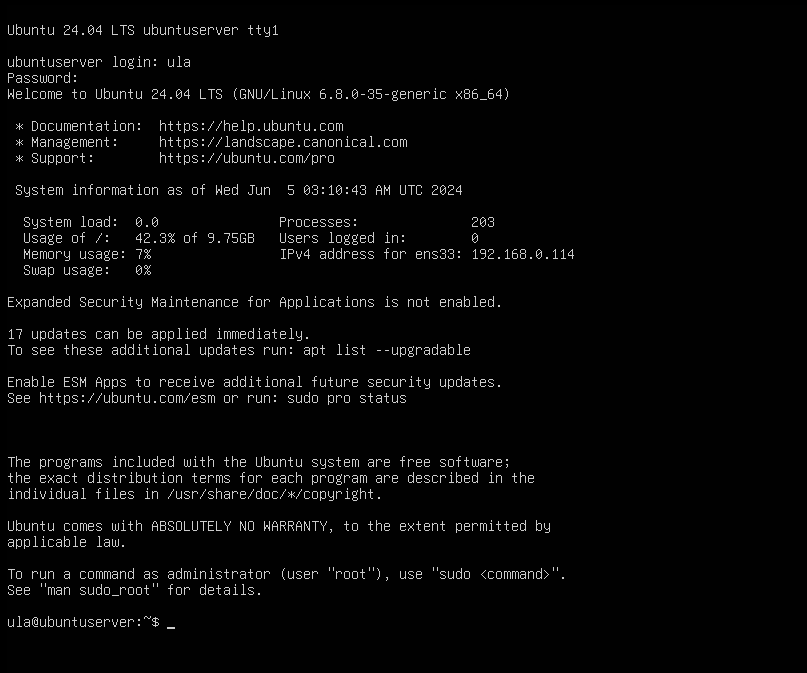 Ubuntu 24.04 LTS ubuntuserver tty1
ubuntuserver login: ula
Password:
Welcome to Ubuntu 24.04 LTS (GNU/Linux 6.8.0-35-generic x86_64)
* Documentation:  https://help.ubuntu.com
* Management:     https://landscape.canonical.com
* Support:        https://ubuntu.com/pro
System information as of Wed Jun  5 03:10:43 AM UTC 2024
System load:  0.0               Processes:              203
Usage of /:   42.3% of 9.75GB   Users logged in:        0
Memory usage: 7%                IPv4 address for ens33: 192.168.0.114
Swap usage:   0%
Expanded Security Maintenance for Applications is not enabled.
17 updates can be applied immediately.
To see these additional updates run: apt list --upgradable
Enable ESM Apps to receive additional future security updates.
See https://ubuntu.com/esm or run: sudo pro status
The programs included with the Ubuntu system are free software;
the exact distribution terms for each program are described in the
individual files in /usr/share/doc/*/copyright.
Ubuntu comes with ABSOLUTELY NO WARRANTY, to the extent permitted by
applicable law.
To run a command as administrator (user "root"), use "sudo <command>".
See "man sudo_root" for details.
ula@ubuntuserver:~$ _